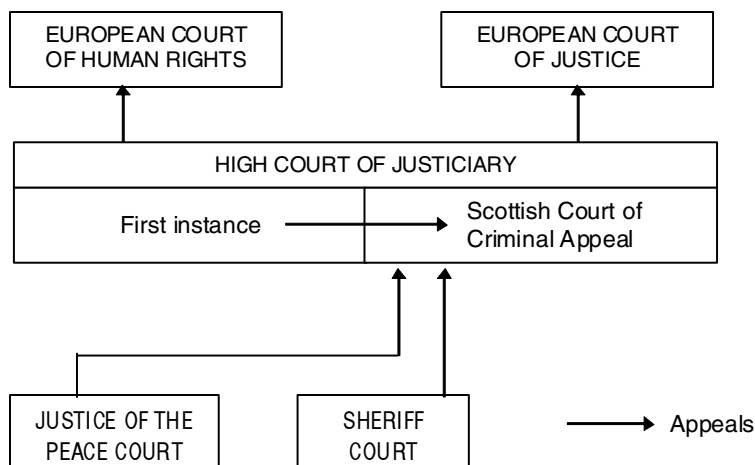 EUROPEAN COURT
OF HUMAN RIGHTS
EUROPEAN COURT
OF JUSTICE
HIGH COURT OF JUSTICIARY
First instance
Scottish Court of
Criminal Appeal
JUSTICE OF THE
PEACE COURT
SHERIFF
COURT
Appeals